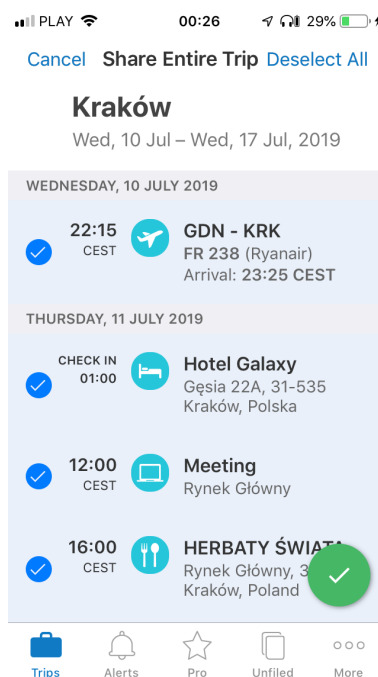 PLAY 00:26 29%
Cancel Share Entire Trip Deselect All
Kraków
Wed, 10 Jul – Wed, 17 Jul, 2019
WEDNESDAY, 10 JULY 2019
22:15 GDN - KRK
CEST FR 238 (Ryanair)
Arrival: 23:25 CEST
THURSDAY, 11 JULY 2019
CHECK IN Hotel Galaxy
01:00 Gęsia 22A, 31-535
Kraków, Polska
12:00 Meeting
CEST Rynek Główny
16:00 HERBATY ŚWIATA
CEST Rynek Główny, 3
Kraków, Poland
Trips Alerts Pro Unfiled More